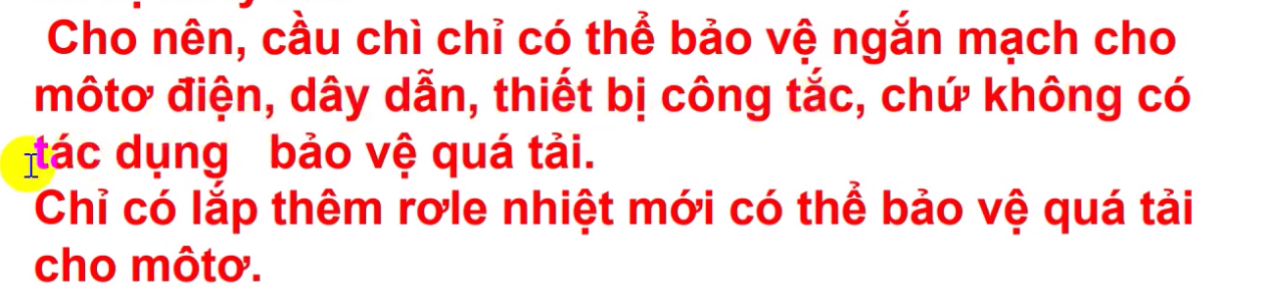 Cho nên, cầu chì chỉ có thể bảo vệ ngắn mạch cho
môtơ điện, dây dẫn, thiết bị công tắc, chứ không có
tác dụng bảo vệ quá tải.
Chỉ có lắp thêm rơle nhiệt mới có thể bảo vệ quá tải
cho môtơ.